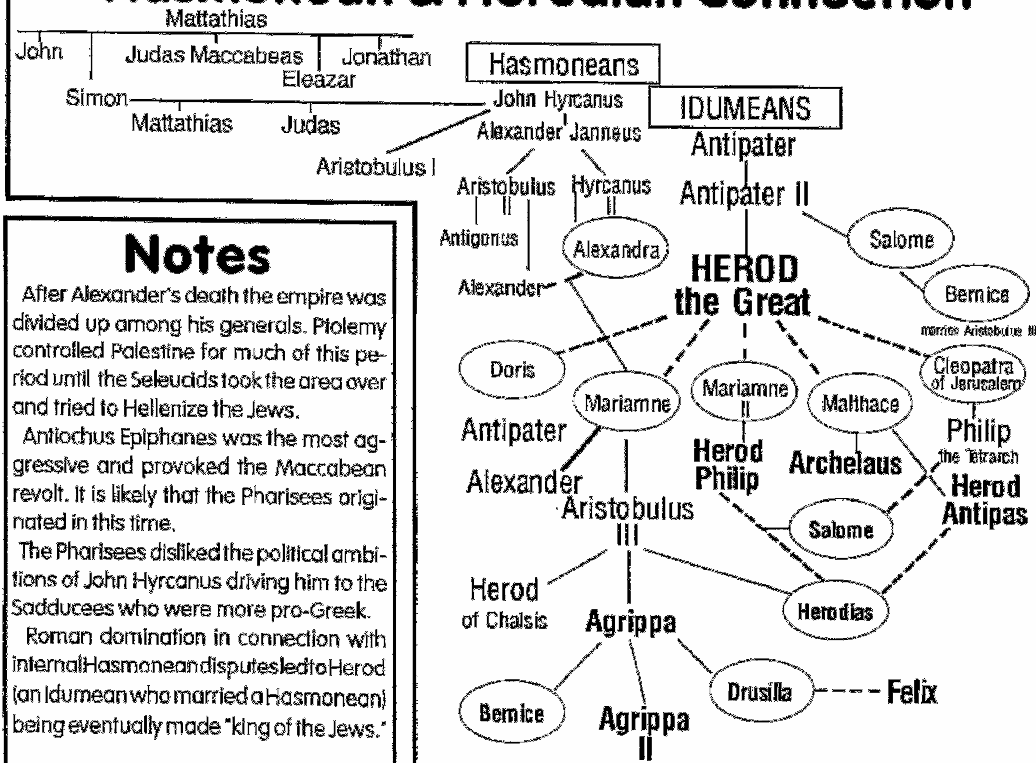 Mattathias
John
Judas Maccabeas
Jonathan
Eleazar
Simon
Mattathias
Judas
Hasmoneans
John Hyrcanus
Alexander Janneus
Aristobulus I
Aristobulus
II
Hyrcanus
II
Antigonus
Alexandra
Alexander
IDUMEANS
Antipater
Antipater II
Salome
Bernice
marries Aristobulus III
HEROD
the Great
Doris
Mariamne
Mariamne
II
Malthace
Cleopatra
of Jerusalem
Antipater
Alexander
Aristobulus
III
Herod
Philip
Archelaus
Philip
the Tetrarch
Herod
Antipas
Salome
Herodias
Herod
of Chalsis
Agrippa
Bernice
Agrippa
II
Drusilla
Felix
Notes
After Alexander's death the empire was
divided up among his generals. Ptolemy
controlled Palestine for much of this pe-
riod until the Seleucids took the area over
and tried to Hellenize the Jews.
Antiochus Epiphanes was the most ag-
gressive and provoked the Maccabean
revolt. It is likely that the Pharisees origi-
nated in this time.
The Pharisees disliked the political ambi-
tions of John Hyrcanus driving him to the
Sadducees who were more pro-Greek.
Roman domination in connection with
internal Hasmonean disputes led to Herod
(an Idumean who married a Hasmonean)
being eventually made "king of the Jews."